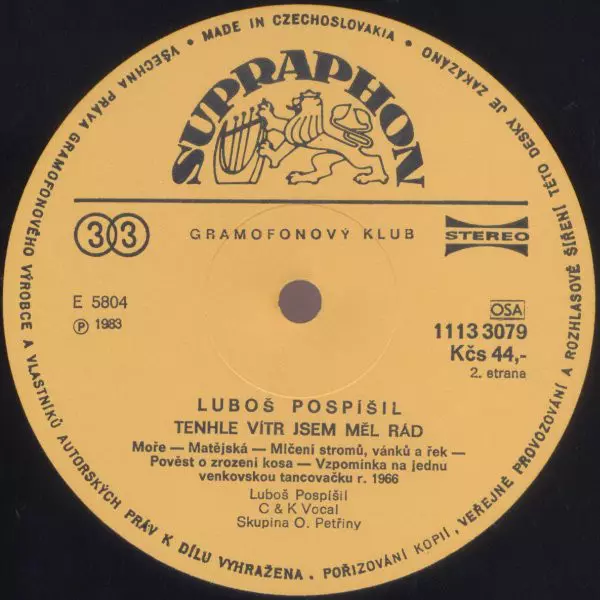 VŠECHNA PRÁVA GRAMOFONOVÉHO VÝROBCE A VLASTNÍKŮ AUTORSKÝCH PRÁV K DÍLU VYHRAŽENA. POŘIZOVÁNÍ KOPIÍ, VEŘEJNÉ PROVOZOVÁNÍ A ROZHLASOVÉ ŠÍŘENÍ TÉTO DESKY JE ZAKÁZÁNO • MADE IN CZECHOSLOVAKIA •
SUPRAPHON
33
GRAMOFONOVÝ KLUB
STEREO
E 5804
Ⓟ 1983
OSA
1113 3079
Kčs 44,-
2. strana
LUBOŠ POSPÍŠIL
TENHLE VÍTR JSEM MĚL RÁD
Moře — Matějská — Mlčení stromů, vánků a řek —
Pověst o zrození kosa — Vzpomínka na jednu
venkovskou tancovačku r. 1966
Luboš Pospíšil
C & K Vocal
Skupina O. Petřiny